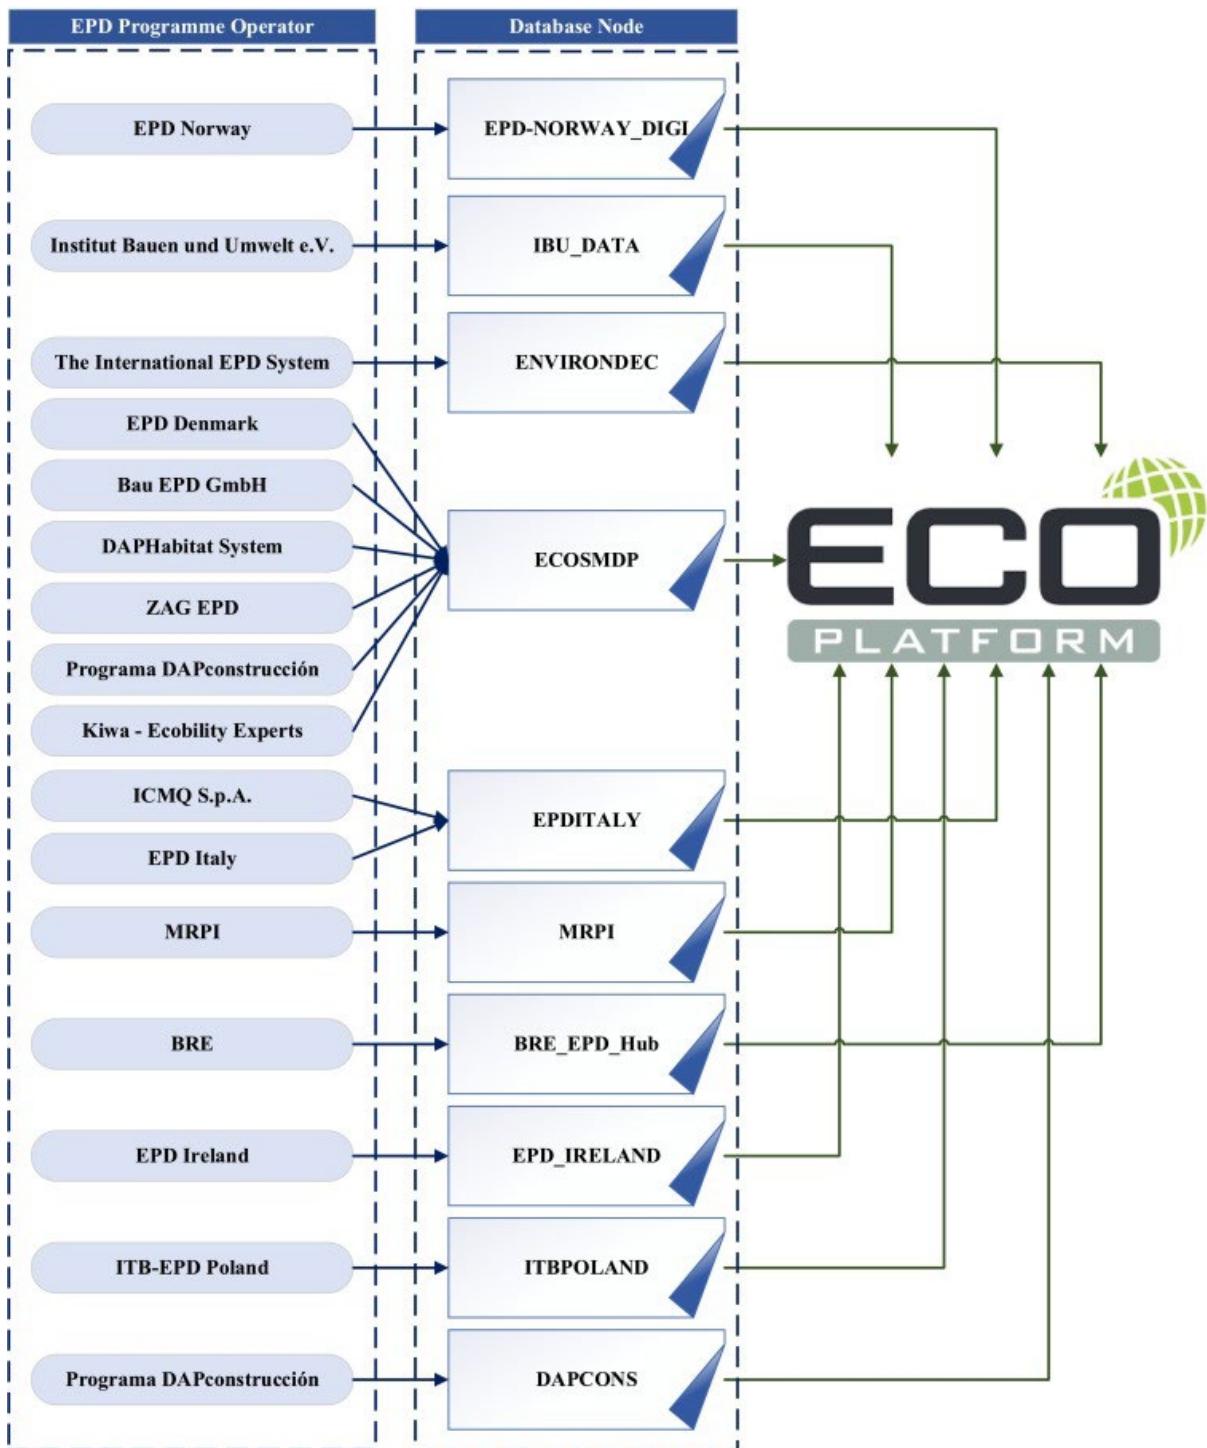 EPD Programme Operator
Database Node
EPD Norway
EPD-NORWAY_DIGI
Institut Bauen und Umwelt e.V.
IBU_DATA
The International EPD System
ENVIRONDEC
EPD Denmark
Bau EPD GmbH
DAPHabitat System
ECOSMDP
ECO
PLATFORM
ZAG EPD
Programa DAPconstrucción
Kiwa - Ecobility Experts
ICMQ S.p.A.
EPDITALY
EPD Italy
MRPI
MRPI
BRE
BRE_EPD_Hub
EPD Ireland
EPD_IRELAND
ITB-EPD Poland
ITBPOLAND
Programa DAPconstrucción
DAPCONS